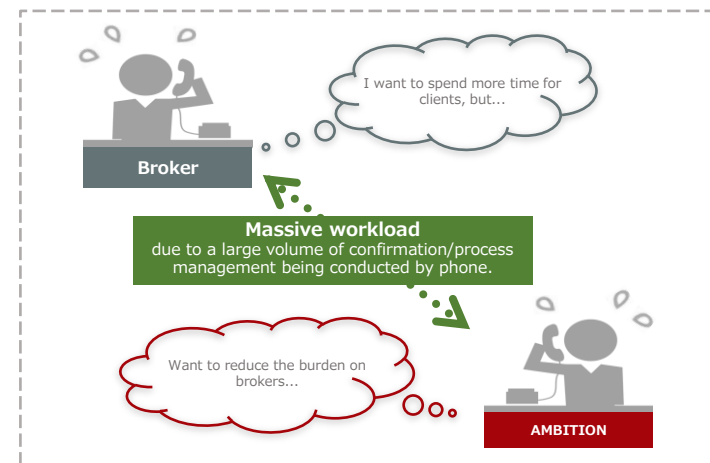 I want to spend more time for
clients, but...
Broker
Massive workload
due to a large volume of confirmation/process
management being conducted by phone.
Want to reduce the burden on
brokers...
AMBITION